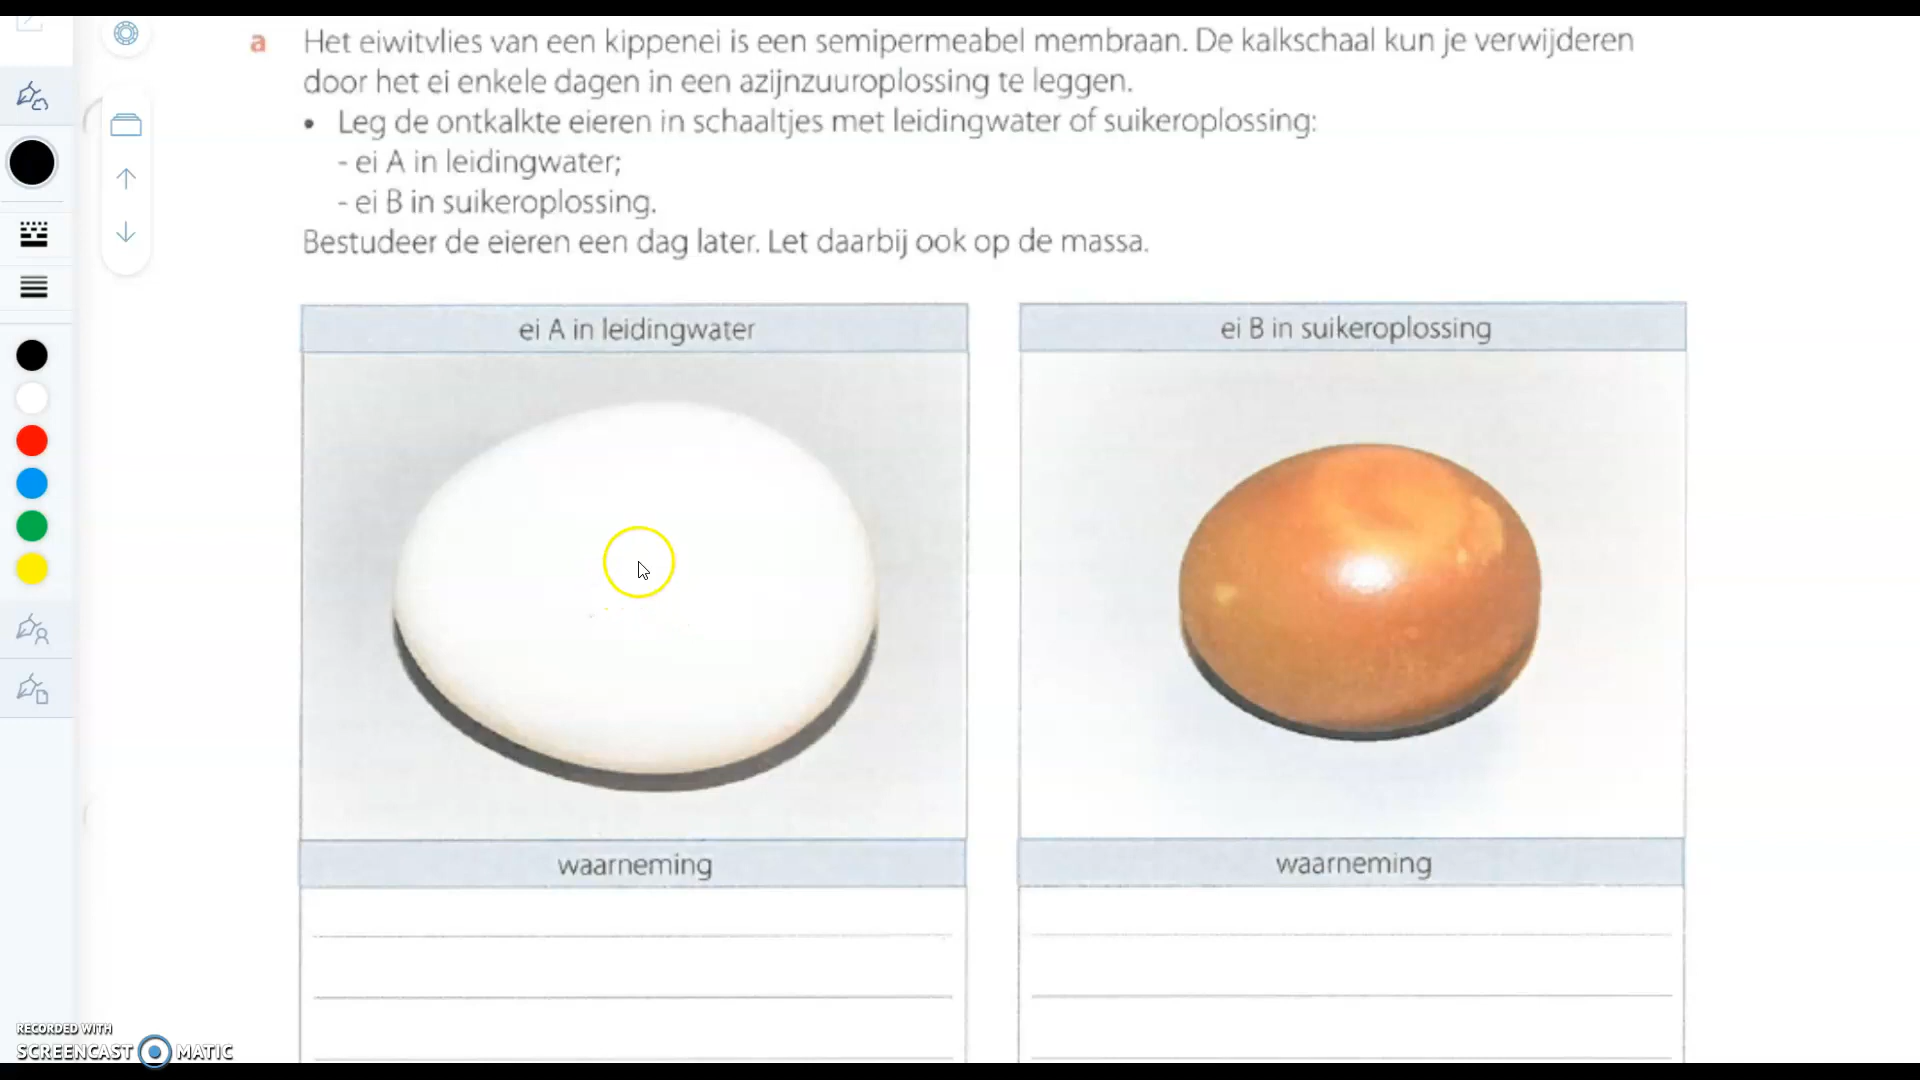 a Het eiwitvlies van een kippenei is een semipermeabel membraan. De kalkschaal kun je verwijderen
door het ei enkele dagen in een azijnzuuroplossing te leggen.
• Leg de ontkalkte eieren in schaaltjes met leidingwater of suikeroplossing:
- ei A in leidingwater;
- ei B in suikeroplossing.
Bestudeer de eieren een dag later. Let daarbij ook op de massa.
ei A in leidingwater
ei B in suikeroplossing
waarneming
waarneming
RECORDED WITH
SCREENCAST MATIC